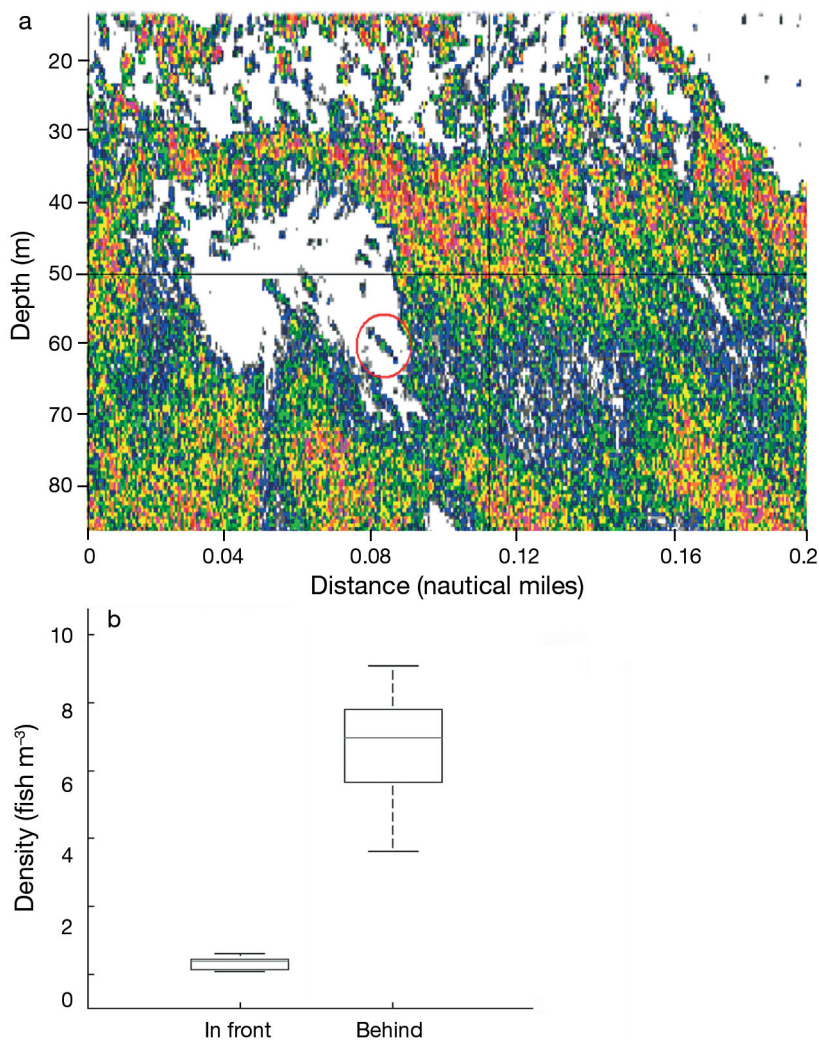 a
20
30
40
50
60
70
80
Depth (m)
0 0.04 0.08 0.12 0.16 0.2
Distance (nautical miles)
b
10
8
6
4
2
0
Density (fish m⁻³)
In front Behind